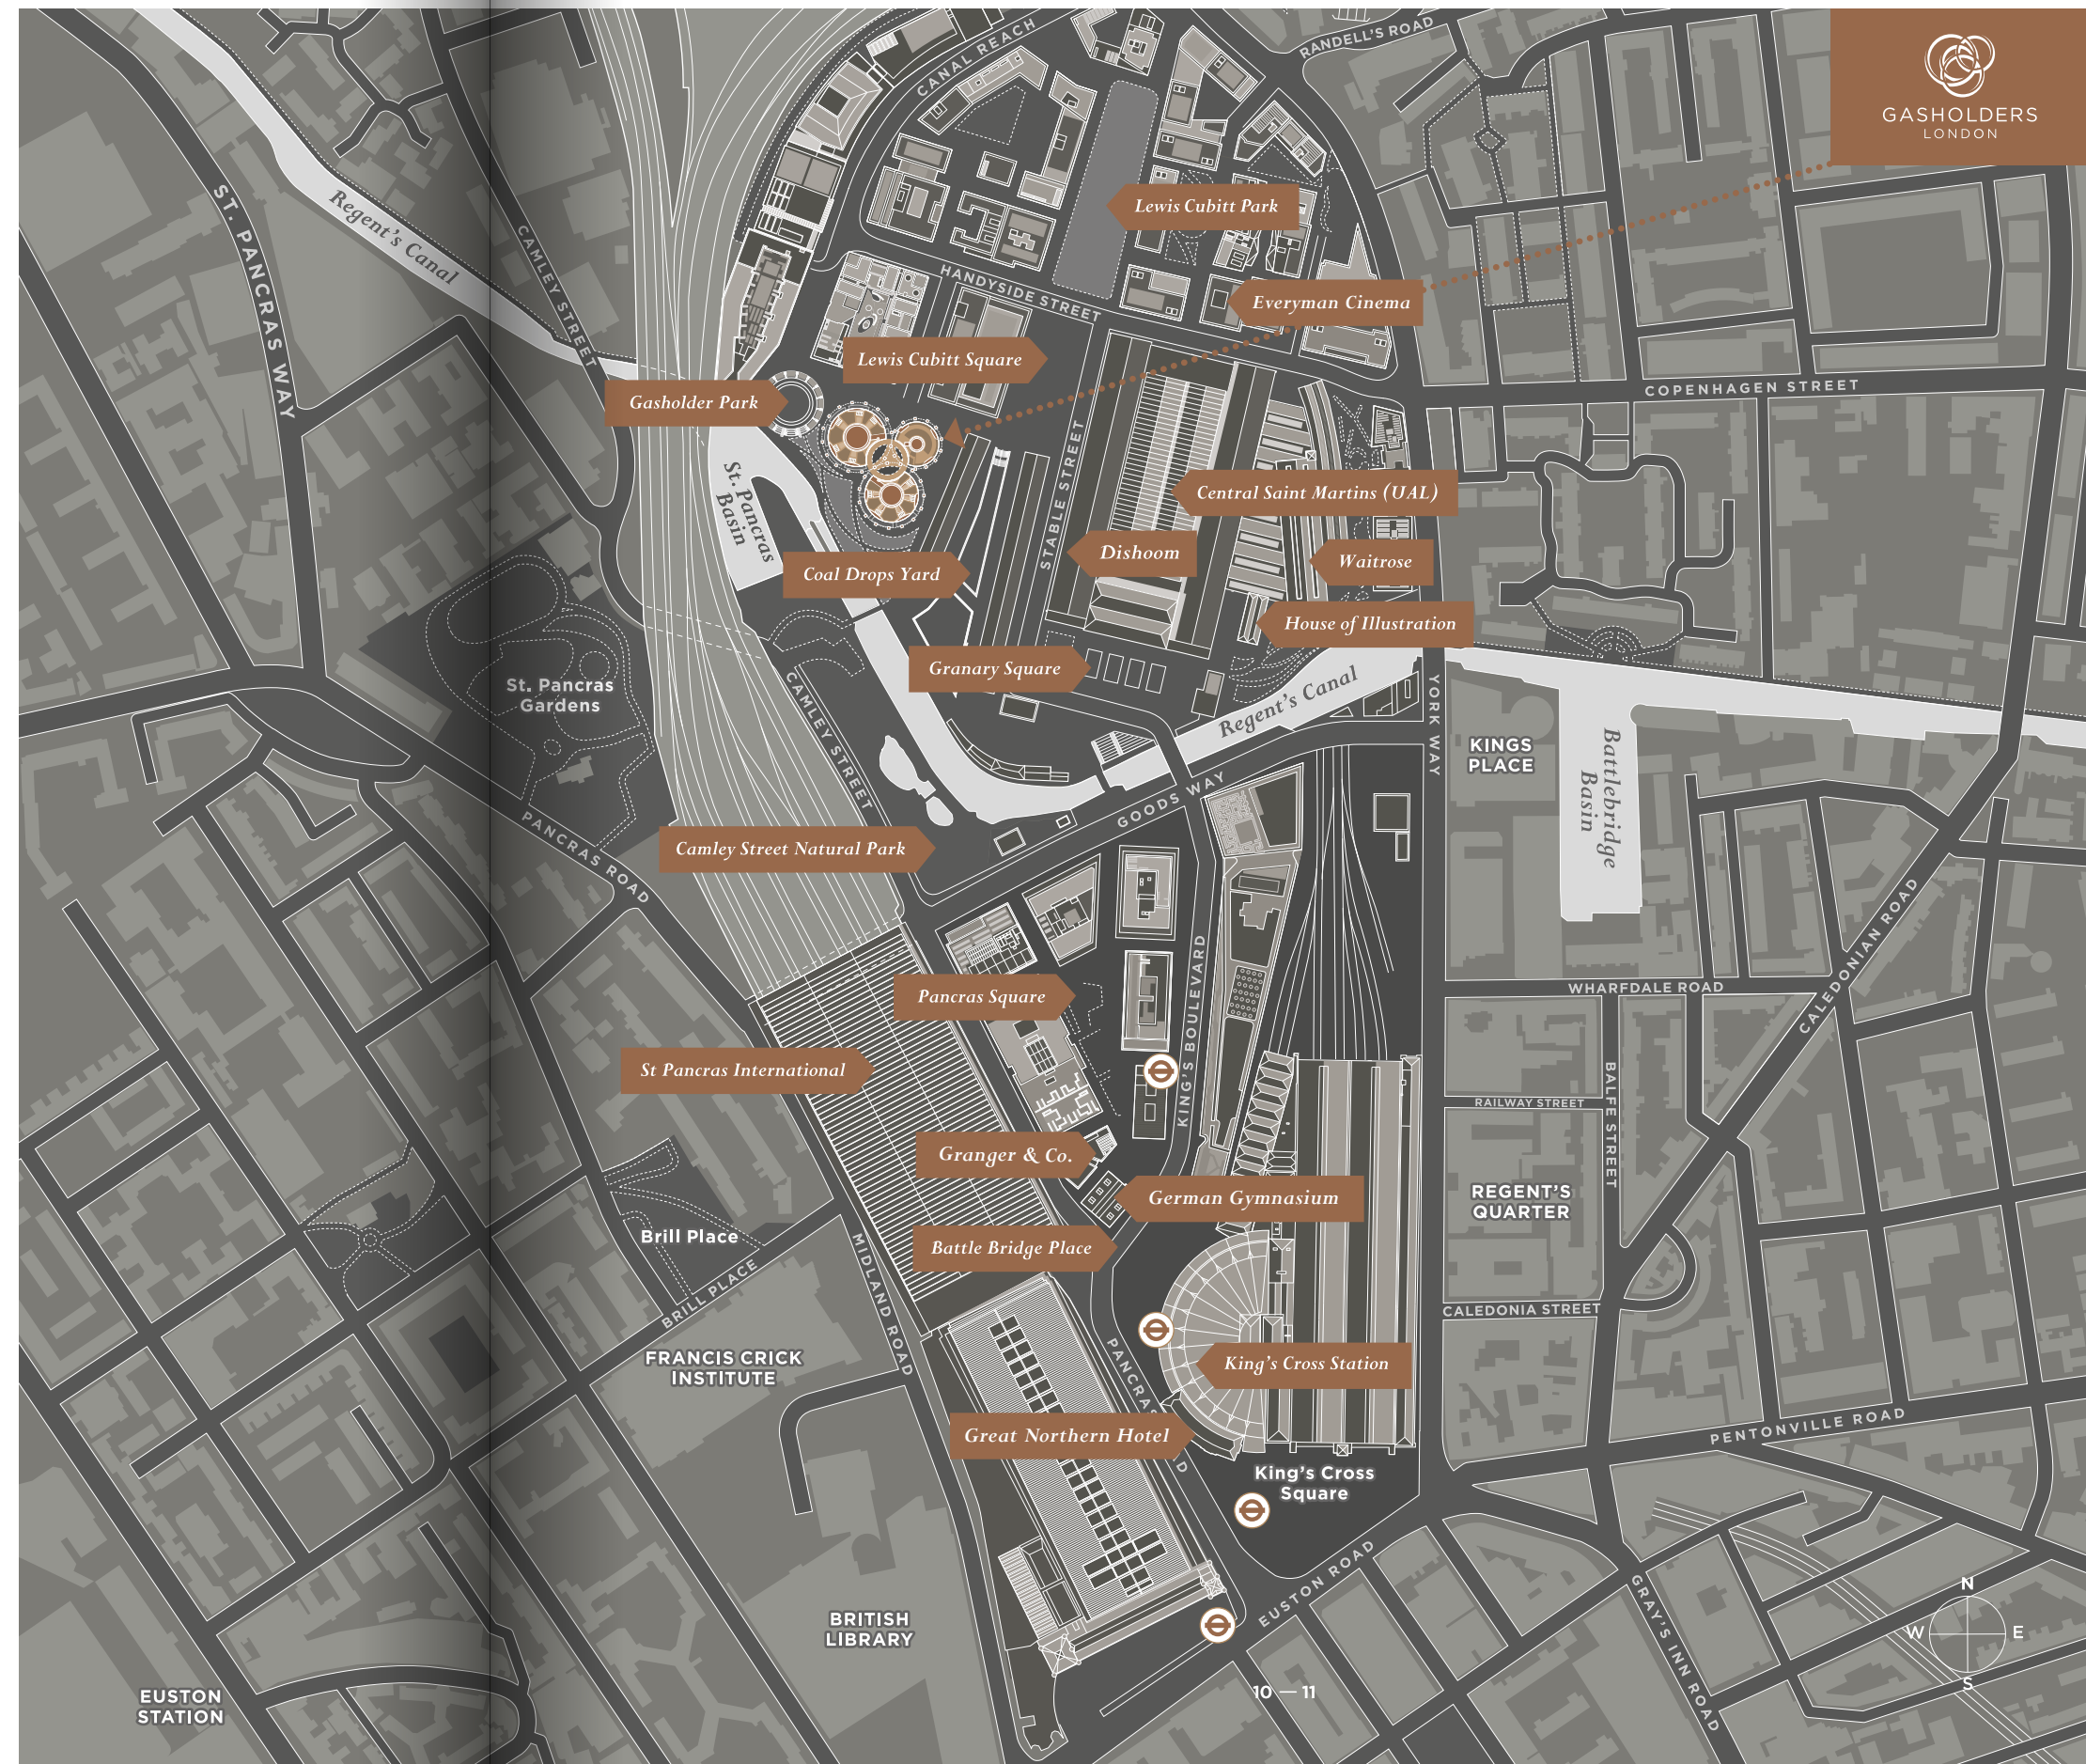 RANDELL'S ROAD
CANAL REACH
GASHOLDERS
LONDON
ST. PANCRAS WAY
Regent's Canal
CAMLEY STREET
Lewis Cubitt Park
HANDYSIDE STREET
Everyman Cinema
Lewis Cubitt Square
COPENHAGEN STREET
Gasholder Park
St. Pancras
Basin
STABLE STREET
Central Saint Martins (UAL)
Dishoom
Waitrose
Coal Drops Yard
House of Illustration
Granary Square
St. Pancras
Gardens
CAMLEY STREET
Regent's Canal
YORK WAY
KINGS
PLACE
Battlebridge
Basin
GOODS WAY
PANCRAS ROAD
Camley Street Natural Park
CALEDONIAN ROAD
WHARFDALE ROAD
Pancras Square
KING'S BOULEVARD
St Pancras International
BALFE STREET
RAILWAY STREET
Granger & Co.
German Gymnasium
REGENT'S
QUARTER
Brill Place
Battle Bridge Place
BRILL PLACE
MIDLAND ROAD
CALEDONIA STREET
FRANCIS CRICK
INSTITUTE
King's Cross Station
PANCRAS
Great Northern Hotel
PENTONVILLE ROAD
King's Cross
Square
EUSTON ROAD
GRAY'S INN ROAD
N
W
E
S
BRITISH
LIBRARY
EUSTON
STATION
10 — 11